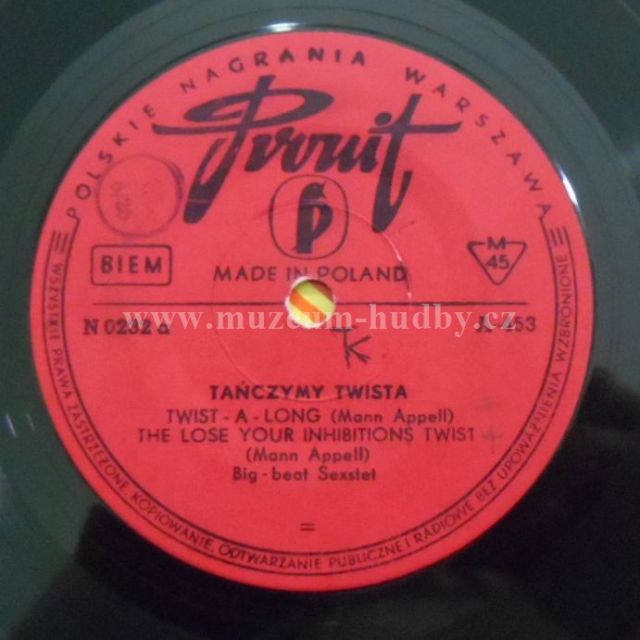 POLSKIE NAGRANIA WARSZAWA
Pronit
P
BIEM
M
45
MADE IN POLAND
www.muzeum-hudby.cz
N 0232 a
TK
TAŃCZYMY TWISTA
TWIST - A - LONG (Mann Appell)
THE LOSE YOUR INHIBITIONS TWIST
(Mann Appell)
Big - beat Sexstet
=
WSZYSTKIE PRAWA ZASTRZEŻONE. KOPIOWANIE, ODTWARZANIE PUBLICZNE I RADIOWE BEZ UPOWAŻNIENIA WZBRONIONE